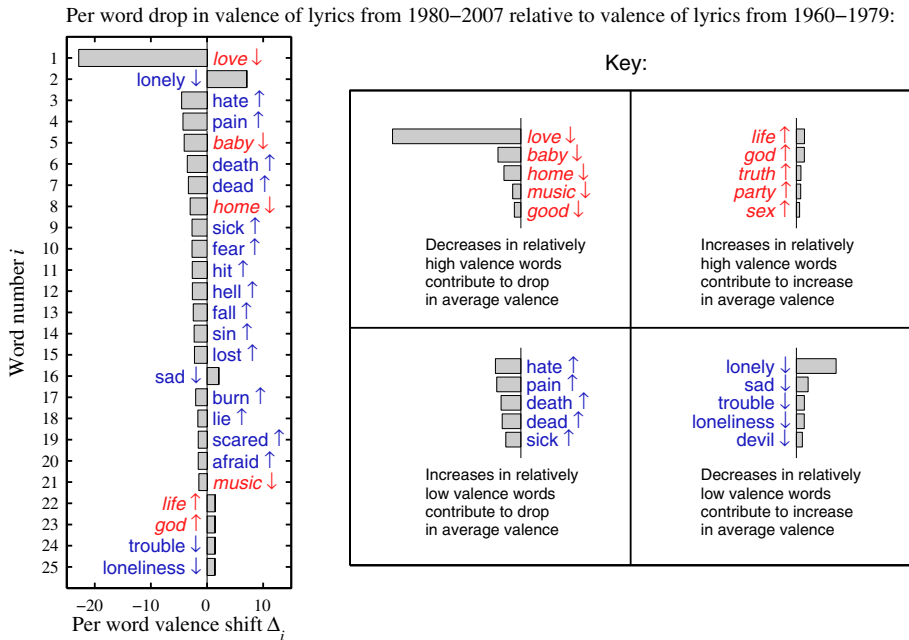 Per word drop in valence of lyrics from 1980−2007 relative to valence of lyrics from 1960−1979:
Word number i
1 love ↓
2 lonely ↓
3 hate ↑
4 pain ↑
5 baby ↓
6 death ↑
7 dead ↑
8 home ↓
9 sick ↑
10 fear ↑
11 hit ↑
12 hell ↑
13 fall ↑
14 sin ↑
15 lost ↑
16 sad ↓
17 burn ↑
18 lie ↑
19 scared ↑
20 afraid ↑
21 music ↓
22 life ↑
23 god ↑
24 trouble ↓
25 loneliness ↓
−20 −10 0 10
Per word valence shift Δi
Key:
love ↓
baby ↓
home ↓
music ↓
good ↓
Decreases in relatively
high valence words
contribute to drop
in average valence
life ↑
god ↑
truth ↑
party ↑
sex ↑
Increases in relatively
high valence words
contribute to increase
in average valence
hate ↑
pain ↑
death ↑
dead ↑
sick ↑
Increases in relatively
low valence words
contribute to drop
in average valence
lonely ↓
sad ↓
trouble ↓
loneliness ↓
devil ↓
Decreases in relatively
low valence words
contribute to increase
in average valence